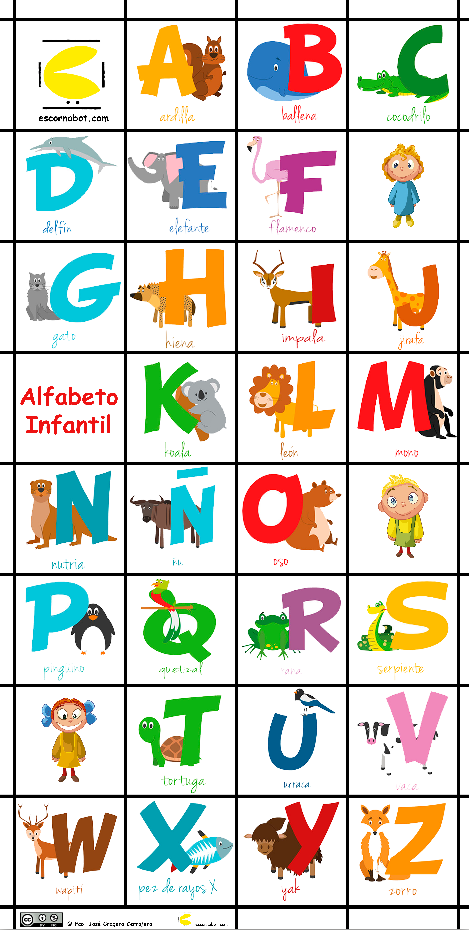 escornabot.com
A
ardilla
B
ballena
C
cocodrilo
D
delfín
E
elefante
F
flamenco
G
gato
H
hiena
I
impala
J
jirafa
Alfabeto
Infantil
K
koala
L
león
M
mono
N
nutria
Ñ
ñu
O
oso
P
pingüino
Q
quetzal
R
rana
S
serpiente
T
tortuga
U
urraca
V
vaca
W
wapiti
X
pez de rayos X
Y
yak
Z
zorro